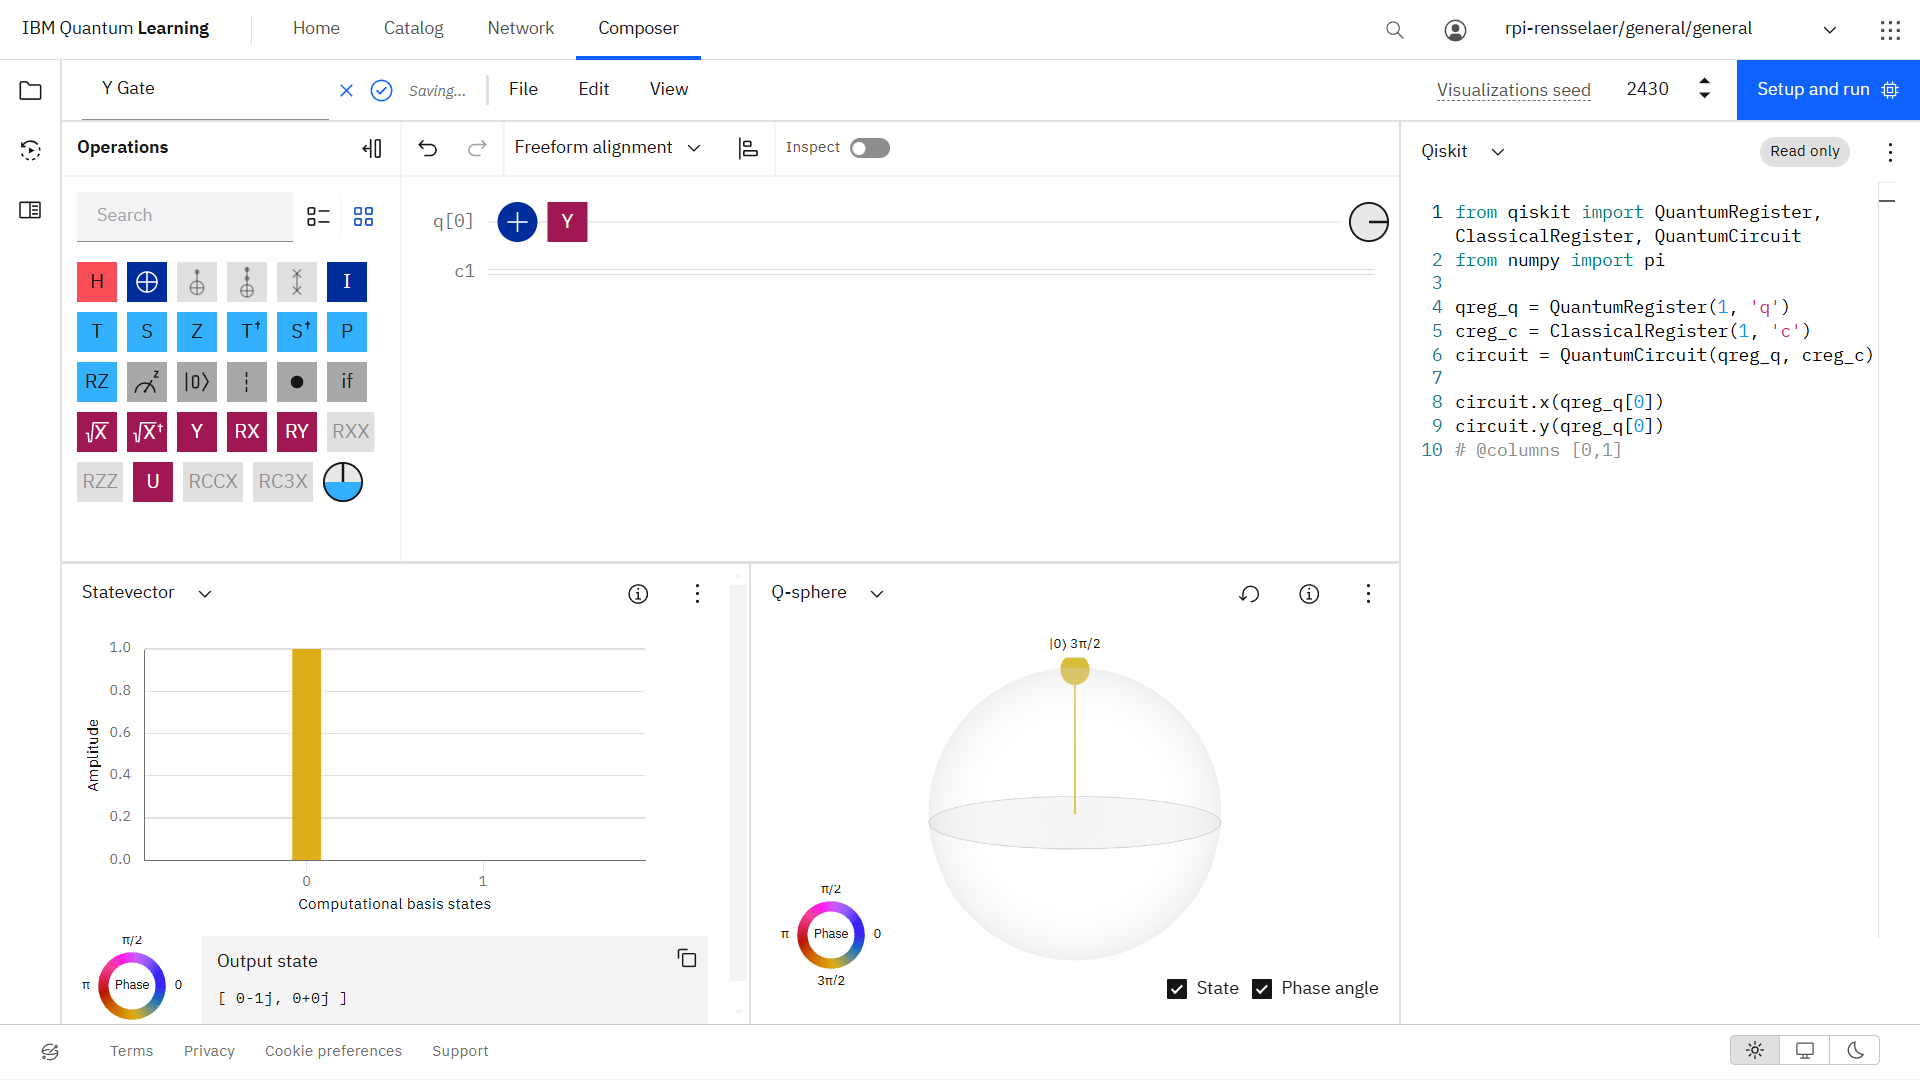 IBM Quantum Learning
Home
Catalog
Network
Composer
rpi-rensselaer/general/general
Y Gate
Saving...
File
Edit
View
Visualizations seed
2430
Setup and run
Operations
Freeform alignment
Inspect
Qiskit
Read only
Search
H
I
T
S
Z
T†
S†
P
RZ
z
|0⟩
if
√X
√X†
Y
RX
RY
RXX
RZZ
U
RCCX
RC3X
q[0]
Y
c1
1 from qiskit import QuantumRegister,
ClassicalRegister, QuantumCircuit
2 from numpy import pi
3
4 qreg_q = QuantumRegister(1, 'q')
5 creg_c = ClassicalRegister(1, 'c')
6 circuit = QuantumCircuit(qreg_q, creg_c)
7
8 circuit.x(qreg_q[0])
9 circuit.y(qreg_q[0])
10 # @columns [0,1]
Statevector
1.0
0.8
0.6
0.4
0.2
0.0
Amplitude
0
1
Computational basis states
π/2
π
Phase
0
Output state
[ 0-1j, 0+0j ]
Q-sphere
|0⟩ 3π/2
π/2
π
Phase
0
3π/2
State
Phase angle
Terms
Privacy
Cookie preferences
Support